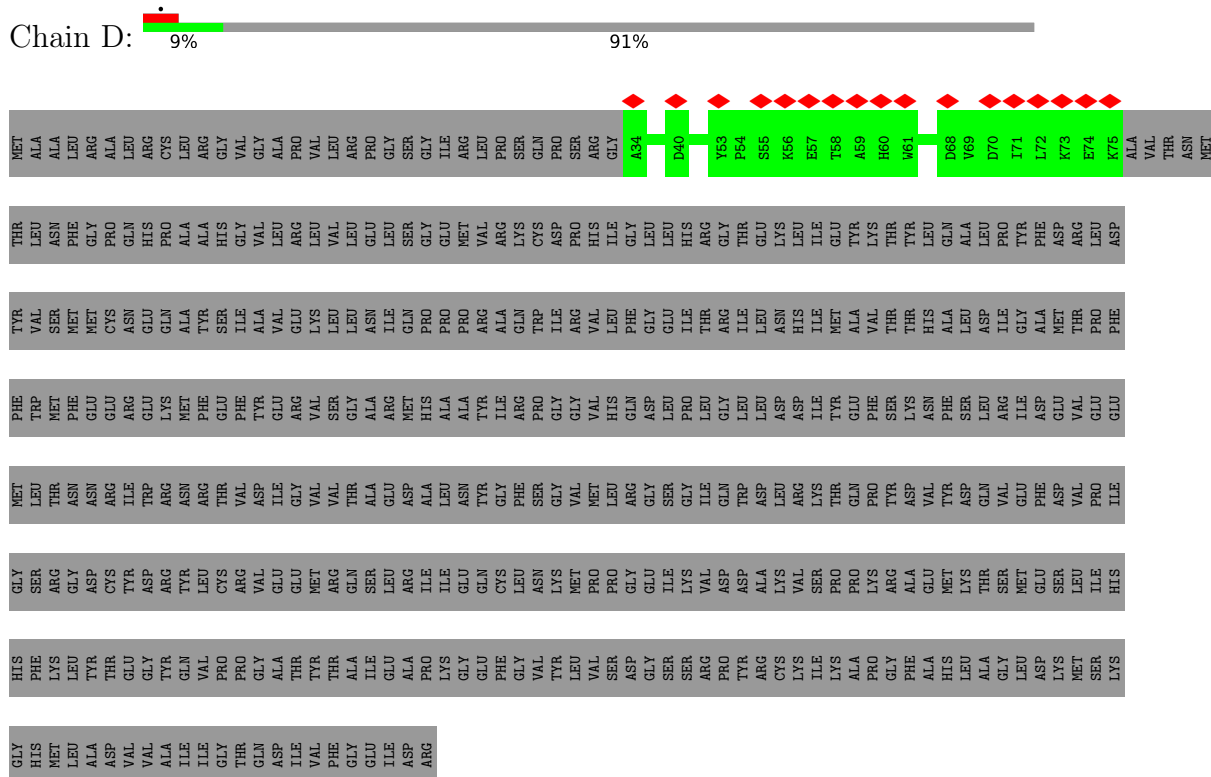 Chain D:
9% 91%
MET ALA ALA LEU ARG ALA LEU ARG CYS LEU ARG GLY VAL GLY ALA PRO VAL LEU ARG PRO GLY SER GLY ILE ARG LEU PRO SER GLN PRO SER ARG GLY A34 D40 Y53 P54 S55 K56 E57 T58 A59 H60 W61 D68 V69 D70 I71 L72 K73 E74 K75 ALA VAL THR ASN MET
THR LEU ASN PHE GLY PRO GLN HIS PRO ALA ALA HIS GLY VAL LEU ARG LEU VAL LEU GLU LEU SER GLY GLU MET VAL ARG LYS CYS ASP PRO HIS ILE GLY LEU LEU HIS ARG GLY THR GLU LYS LEU ILE GLU TYR LYS THR TYR LEU GLN ALA LEU PRO TYR PHE ASP ARG LEU ASP
TYR VAL SER MET MET CYS ASN GLU GLN ALA TYR SER ILE ALA VAL GLU LYS LEU LEU ASN ILE GLN PRO PRO PRO ARG ALA GLN TRP ILE ARG VAL LEU PHE GLY GLU ILE THR ARG ILE LEU ASN HIS ILE MET ALA VAL THR THR HIS ALA LEU ASP ILE GLY ALA MET THR PRO PHE
PHE TRP MET PHE GLU GLU ARG GLU LYS MET PHE GLU PHE TYR GLU ARG VAL SER GLY ALA ARG MET HIS ALA ALA TYR ILE ARG PRO GLY GLY VAL HIS GLN ASP LEU PRO LEU GLY LEU LEU ASP ASP ILE TYR GLU PHE SER LYS ASN PHE SER LEU ARG ILE ASP GLU VAL GLU GLU
MET LEU THR ASN ASN ARG ILE TRP ARG ASN ARG THR VAL ASP ILE GLY VAL VAL THR ALA GLU ASP ALA LEU ASN TYR GLY PHE SER GLY VAL MET LEU ARG GLY SER GLY ILE GLN TRP ASP LEU ARG LYS THR GLN PRO TYR ASP VAL TYR ASP GLN VAL GLU PHE ASP VAL PRO ILE
GLY SER ARG GLY ASP CYS TYR ASP ARG TYR LEU CYS ARG VAL GLU GLU MET ARG GLN SER LEU ARG ILE ILE GLU GLN CYS LEU ASN LYS MET PRO PRO GLY GLU ILE LYS VAL ASP ASP ALA LYS VAL SER PRO PRO LYS ARG ALA GLU MET LYS THR SER MET GLU SER LEU ILE HIS
HIS PHE LYS LEU TYR THR GLU GLY TYR GLN VAL PRO PRO GLY ALA THR TYR THR ALA ILE GLU ALA PRO LYS GLY GLU PHE GLY VAL TYR LEU VAL SER ASP GLY SER SER ARG PRO TYR ARG CYS LYS ILE LYS ALA PRO GLY PHE ALA HIS LEU ALA GLY LEU ASP LYS MET SER LYS
GLY HIS MET LEU ALA ASP VAL VAL ALA ILE ILE GLY THR GLN ASP ILE VAL PHE GLY GLU ILE ASP ARG